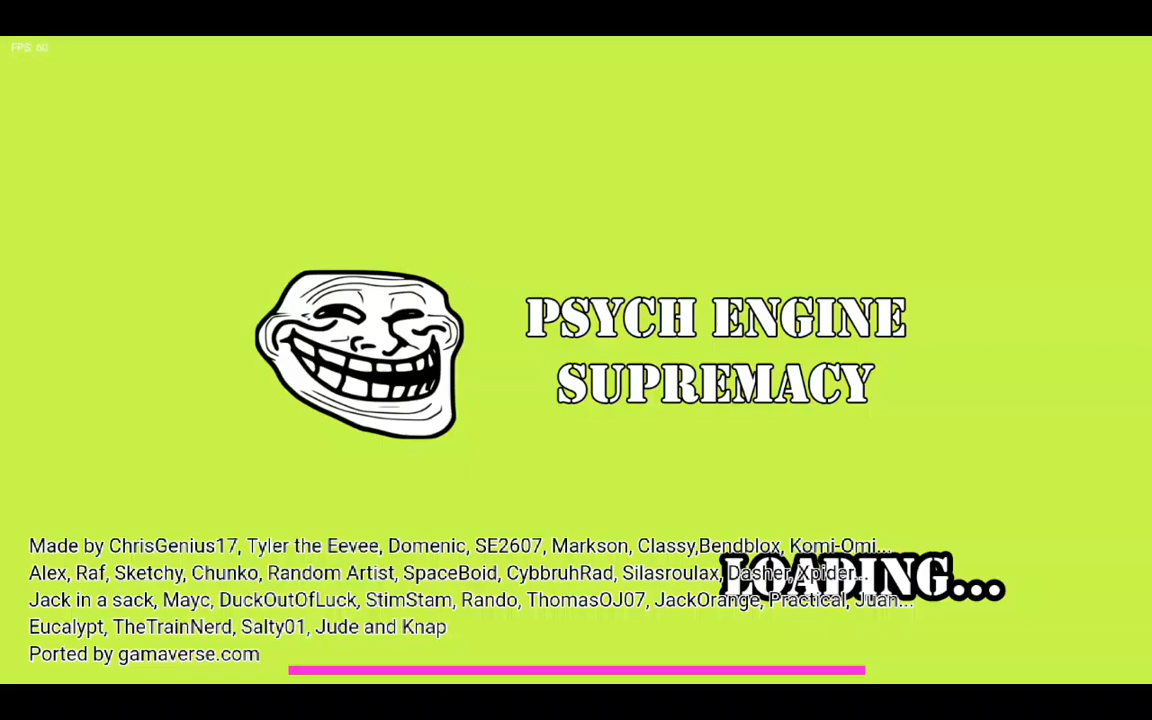 FPS: 60
PSYCH ENGINE
SUPREMACY
Made by ChrisGenius17, Tyler the Eevee, Domenic, SE2607, Markson, Classy,Bendblox, Komi-Omi...
Alex, Raf, Sketchy, Chunko, Random Artist, SpaceBoid, CybbruhRad, Silasroulax, Dasher, Xpider...
LOADING...
Jack in a sack, Mayc, DuckOutOfLuck, StimStam, Rando, ThomasOJ07, JackOrange, Practical, Juan...
Eucalypt, TheTrainNerd, Salty01, Jude and Knap
Ported by gamaverse.com